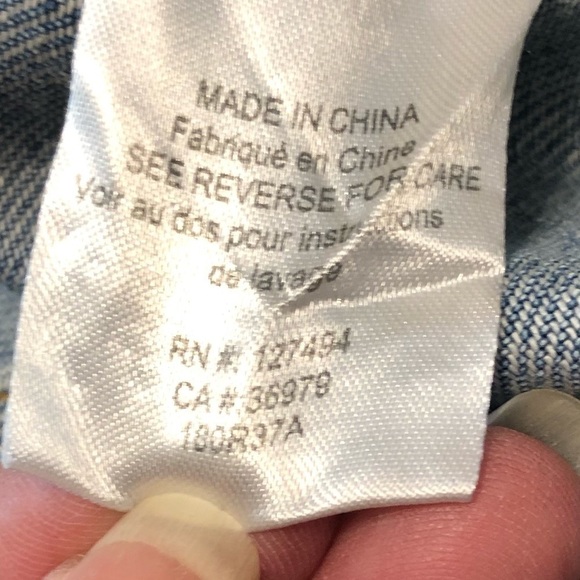 MADE IN CHINA
Fabriqué en Chine
SEE REVERSE FOR CARE
Voir au dos pour instructions
de lavage
RN #: 127494
CA # 36979
180R37A